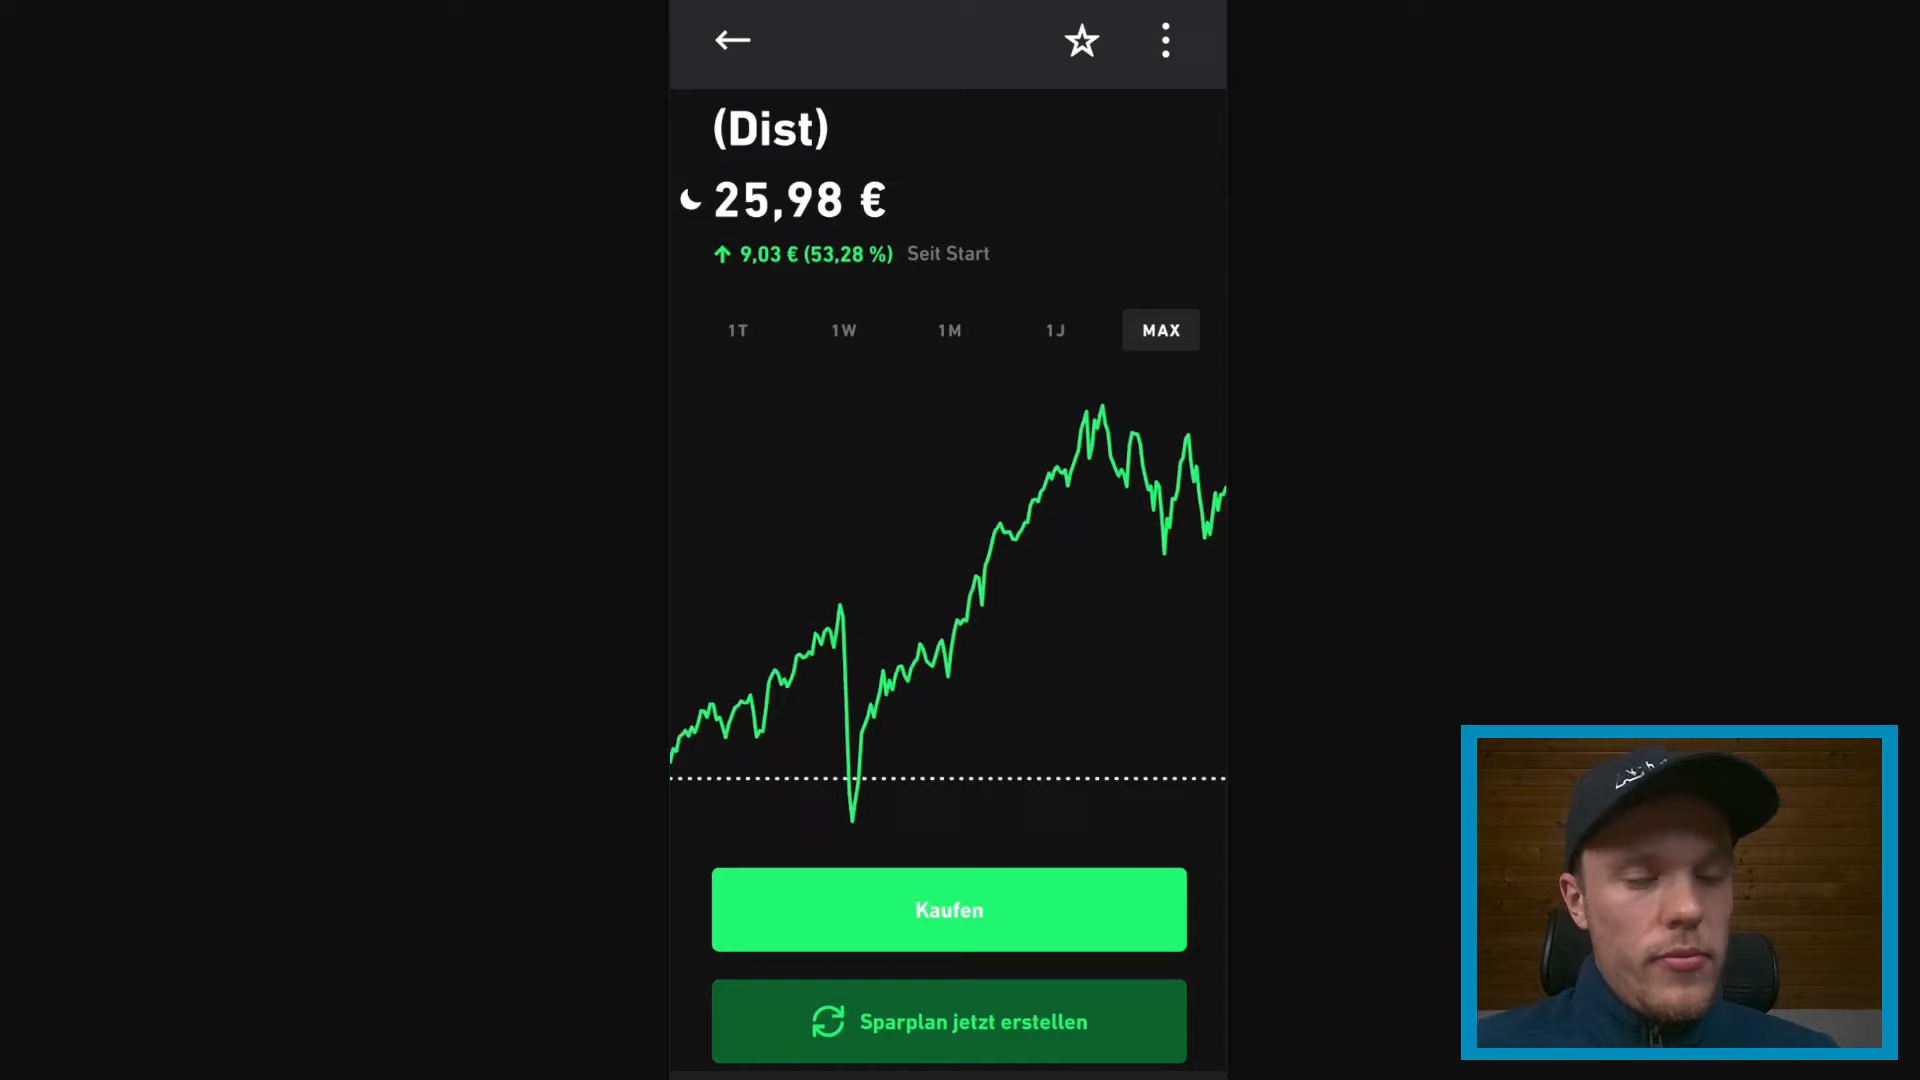 (Dist)
25,98 €
9,03 € (53,28 %) Seit Start
1T 1W 1M 1J MAX
Kaufen
Sparplan jetzt erstellen